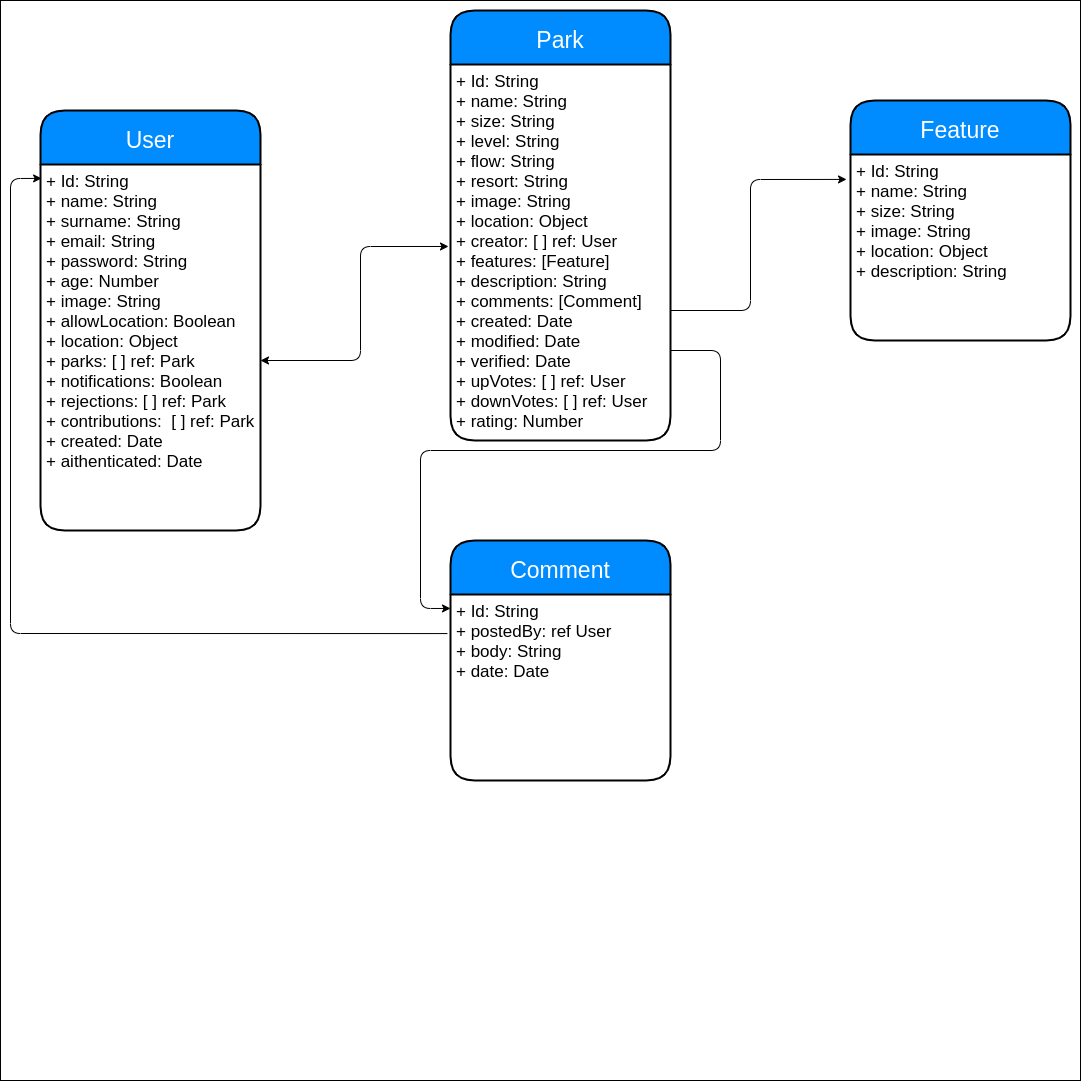 User
+ Id: String
+ name: String
+ surname: String
+ email: String
+ password: String
+ age: Number
+ image: String
+ allowLocation: Boolean
+ location: Object
+ parks: [ ] ref: Park
+ notifications: Boolean
+ rejections: [ ] ref: Park
+ contributions:  [ ] ref: Park
+ created: Date
+ aithenticated: Date
Park
+ Id: String
+ name: String
+ size: String
+ level: String
+ flow: String
+ resort: String
+ image: String
+ location: Object
+ creator: [ ] ref: User
+ features: [Feature]
+ description: String
+ comments: [Comment]
+ created: Date
+ modified: Date
+ verified: Date
+ upVotes: [ ] ref: User
+ downVotes: [ ] ref: User
+ rating: Number
Feature
+ Id: String
+ name: String
+ size: String
+ image: String
+ location: Object
+ description: String
Comment
+ Id: String
+ postedBy: ref User
+ body: String
+ date: Date